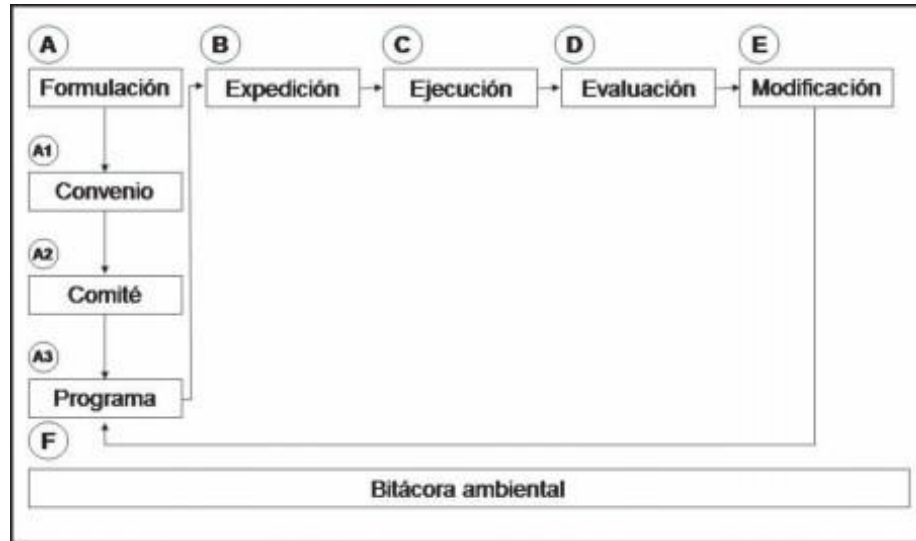 A
B
C
D
E
Formulación
Expedición
Ejecución
Evaluación
Modificación
A1
Convenio
A2
Comité
A3
Programa
F
Bitácora ambiental